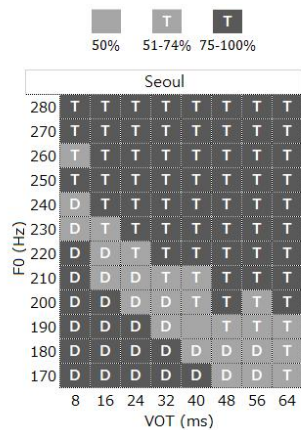 T T
50% 51-74% 75-100%
Seoul
280 T T T T T T T T
270 T T T T T T T T
260 T T T T T T T T
250 T T T T T T T T
240 D T T T T T T T
230 D T T T T T T T
220 D D T T T T T T
210 D D D T T T T T
200 D D D D T T T T
190 D D D D T T T
180 D D D D D D D T
170 D D D D D D D T
F0 (Hz)
8 16 24 32 40 48 56 64
VOT (ms)